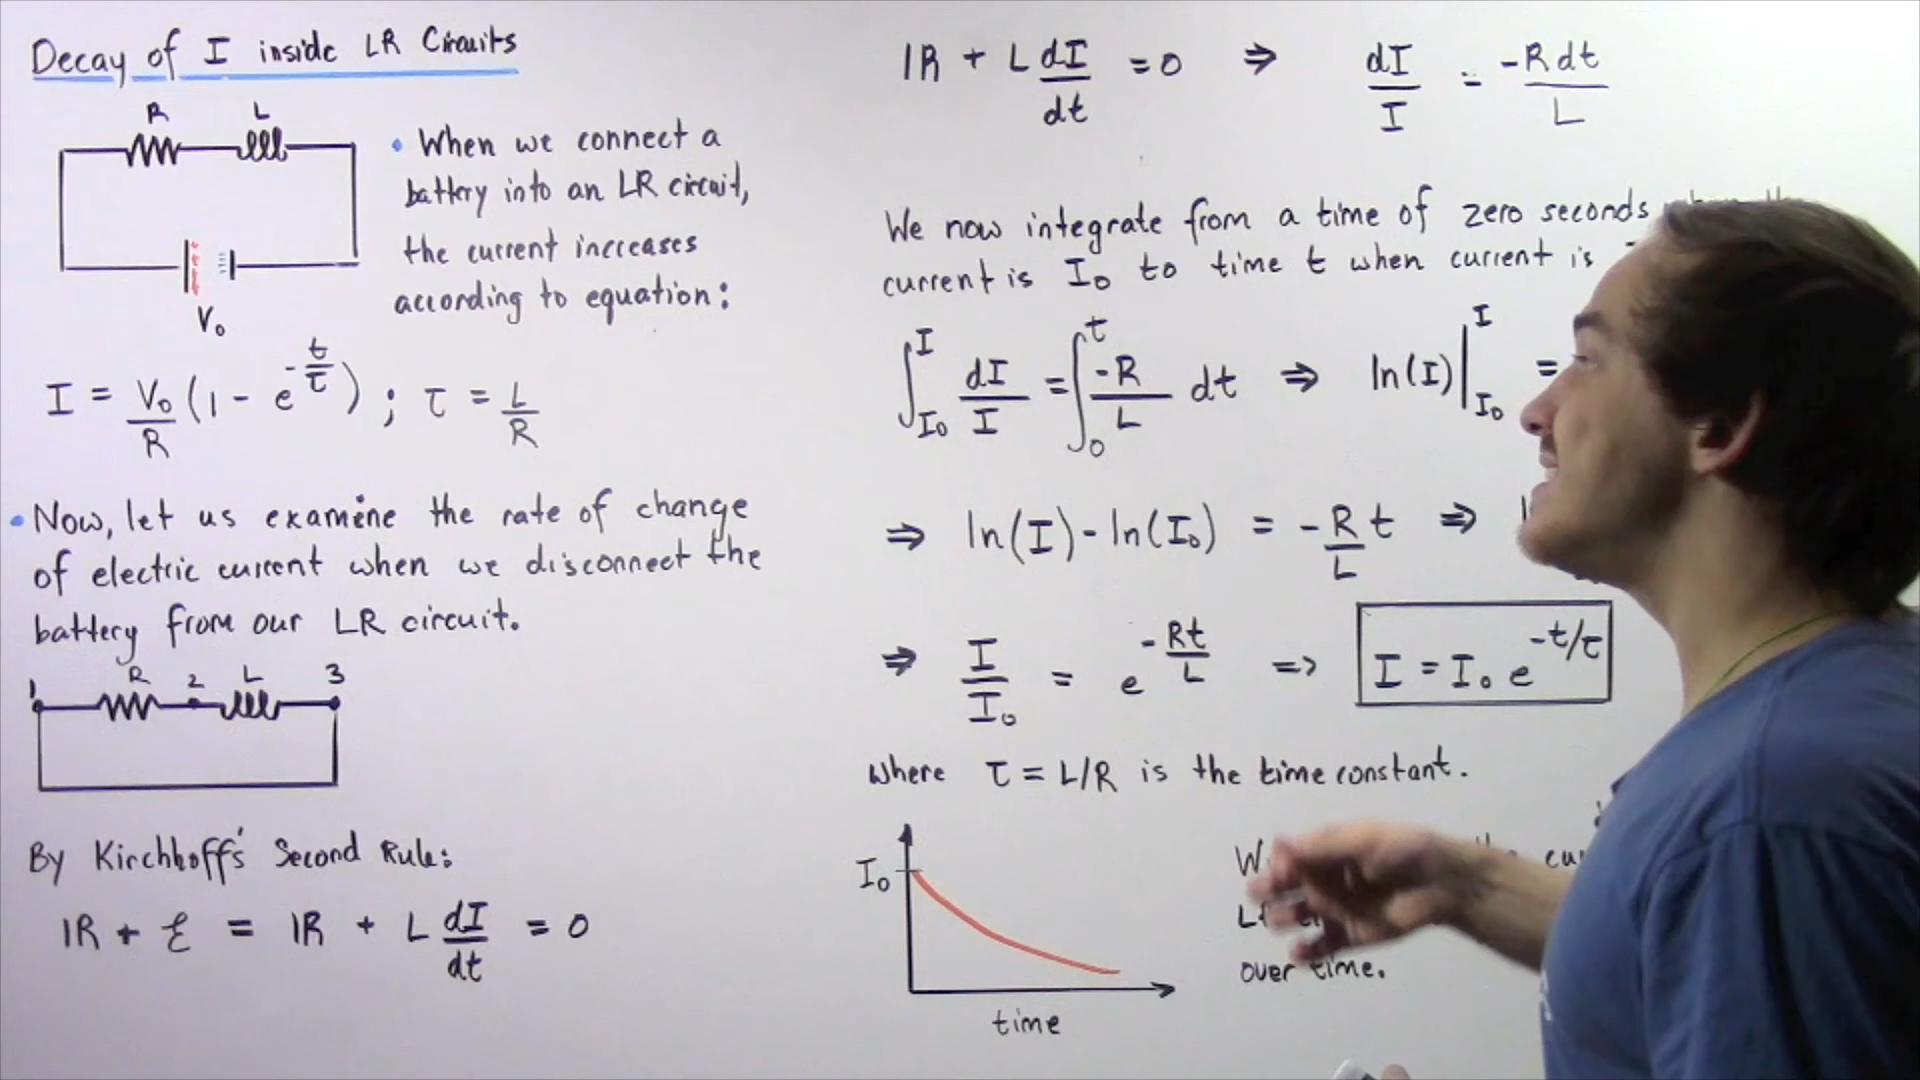 Decay of I inside LR Circuits
R L
V₀
• When we connect a
battery into an LR circuit,
the current increases
according to equation:
I = V₀/R (1 - e^(-t/τ)) ; τ = L/R
• Now, let us examine the rate of change
of electric current when we disconnect the
battery from our LR circuit.
1 R 2 L 3
By Kirchhoff's Second Rule:
IR + ℰ = IR + L dI/dt = 0
IR + L dI/dt = 0 ⇒ dI/I = -R dt/L
We now integrate from a time of zero seconds
current is I₀ to time t when current is
∫_{I₀}^{I} dI/I = ∫_{0}^{t} -R/L dt ⇒ ln(I)|_{I₀}^{I} =
⇒ ln(I) - ln(I₀) = -R/L t ⇒
⇒ I/I₀ = e^(-Rt/L) => I = I₀ e^(-t/τ)
where τ = L/R is the time constant.
I₀
time
over time.